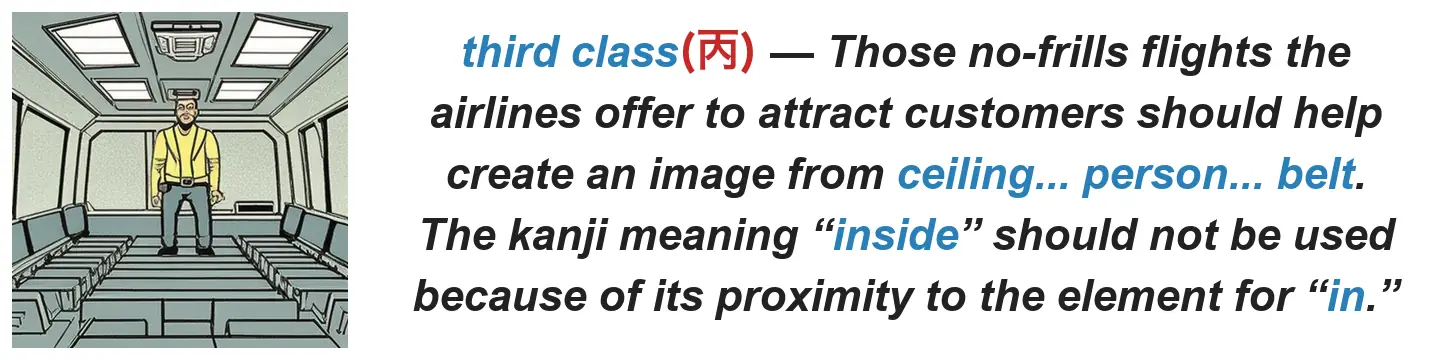 third class(丙) — Those no-frills flights the
airlines offer to attract customers should help
create an image from ceiling... person... belt.
The kanji meaning “inside” should not be used
because of its proximity to the element for “in.”